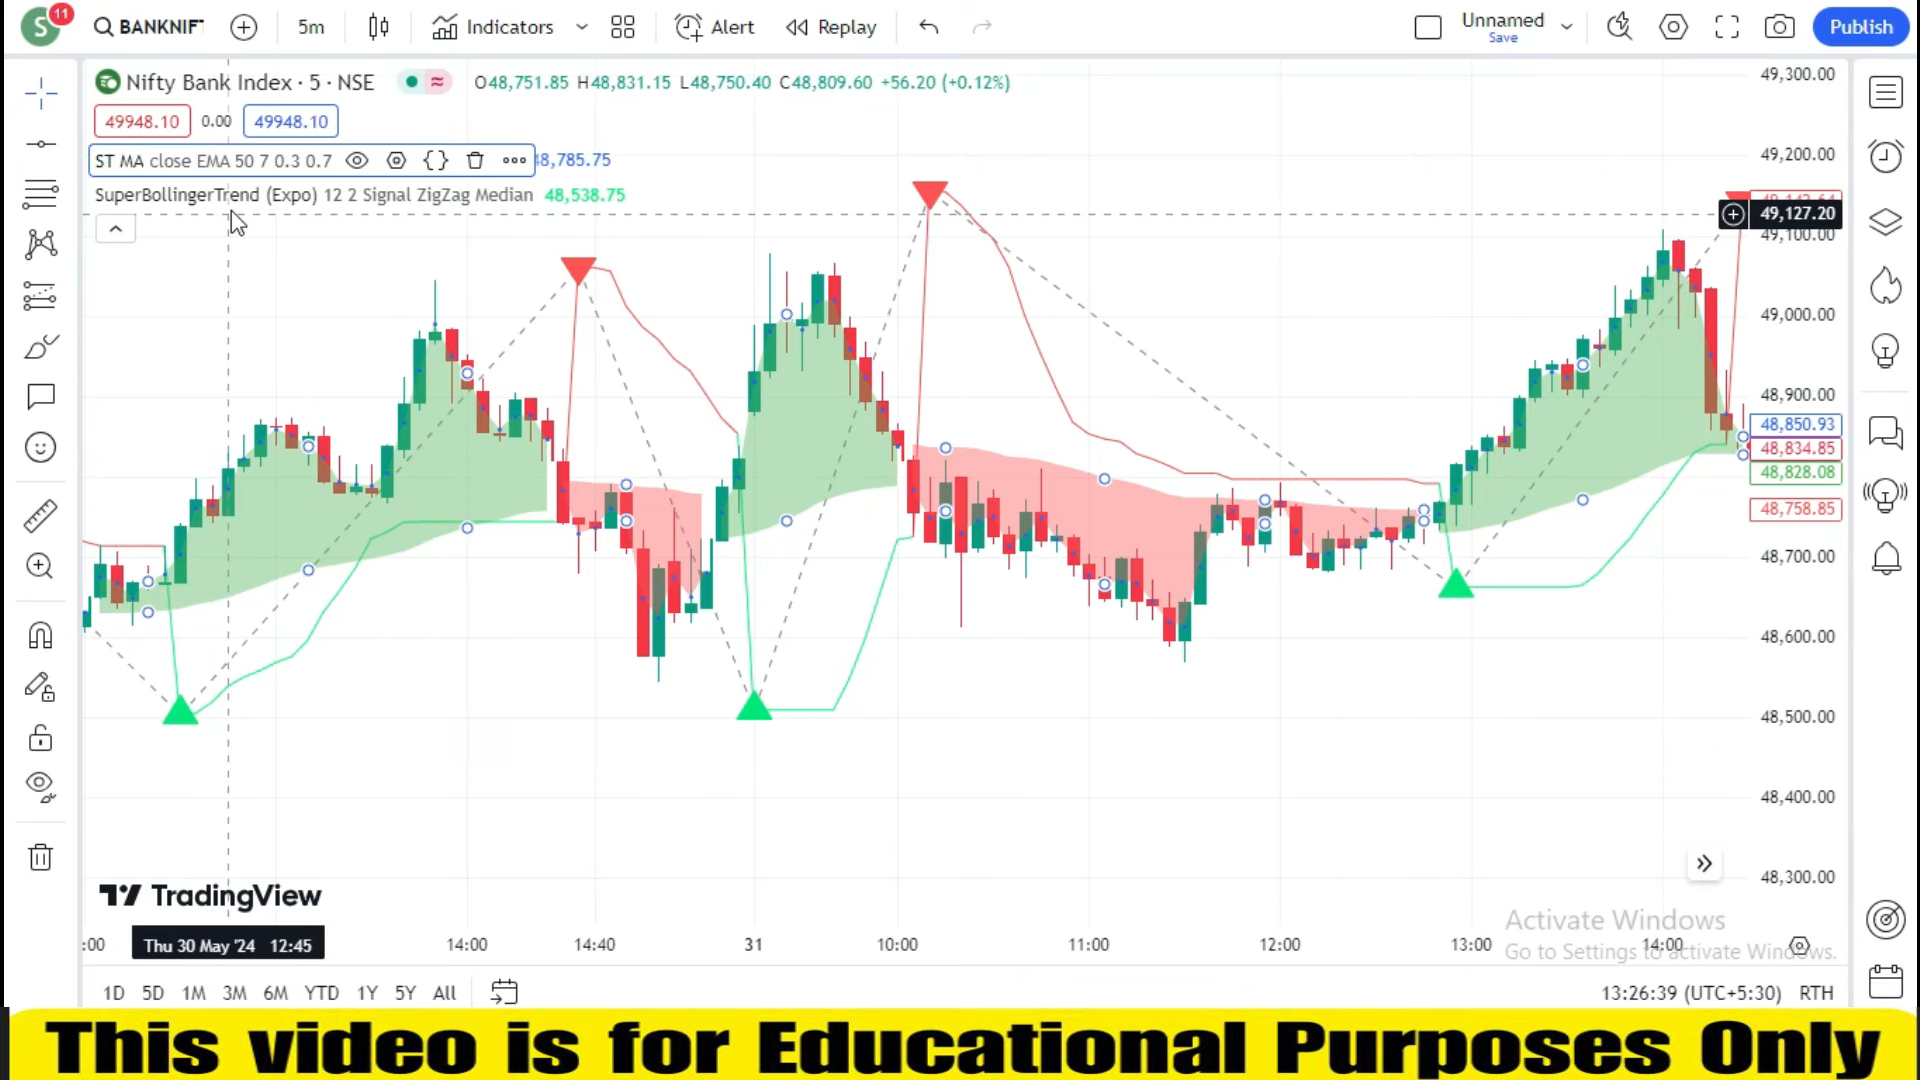 S 11 BANKNIFT 5m Indicators Alert Replay Unnamed Save Publish
Nifty Bank Index · 5 · NSE O48,751.85 H48,831.15 L48,750.40 C48,809.60 +56.20 (+0.12%)
49948.10 0.00 49948.10
ST MA close EMA 50 7 0.3 0.7 48,785.75
SuperBollingerTrend (Expo) 12 2 Signal ZigZag Median 48,538.75
49,300.00
49,200.00
49,127.20
49,100.00
49,000.00
48,900.00
48,850.93
48,834.85
48,828.08
48,758.85
48,700.00
48,600.00
48,500.00
48,400.00
48,300.00
TradingView
Activate Windows
Go to Settings to activate Windows.
:00 Thu 30 May '24 12:45 14:00 14:40 31 10:00 11:00 12:00 13:00 14:00
1D 5D 1M 3M 6M YTD 1Y 5Y All 13:26:39 (UTC+5:30) RTH
This video is for Educational Purposes Only